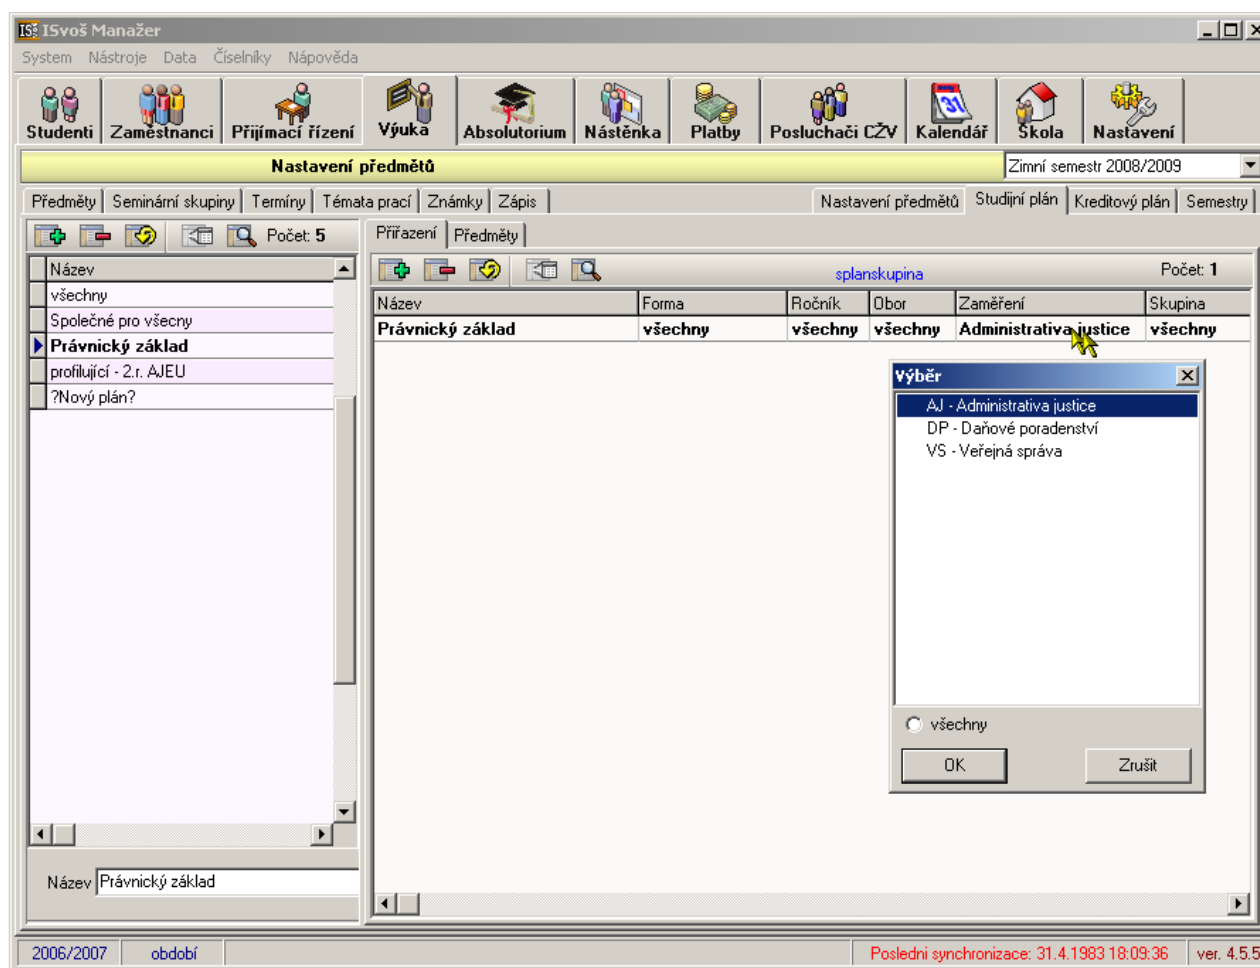 ISvoš Manažer
System Nástroje Data Číselníky Nápověda
Studenti Zaměstnanci Přijímací řízení Výuka Absolutorium Nástěnka Platby Posluchači CŽV Kalendář Škola Nastavení
Nastavení předmětů Zimní semestr 2008/2009
Předměty Seminární skupiny Termíny Témata prací Známky Zápis Nastavení předmětů Studijní plán Kreditový plán Semestry
Počet: 5 Přiřazení Předměty
splanskupina Počet: 1
Název
všechny
Společné pro všecny
Právnický základ
profilující - 2.r. AJEU
?Nový plán?
Název Forma Ročník Obor Zaměření Skupina
Právnický základ všechny všechny všechny Administrativa justice všechny
Výběr
AJ - Administrativa justice
DP - Daňové poradenství
VS - Veřejná správa
všechny
OK Zrušit
Název Právnický základ
2006/2007 období Posledni synchronizace: 31.4.1983 18:09:36 ver. 4.5.5